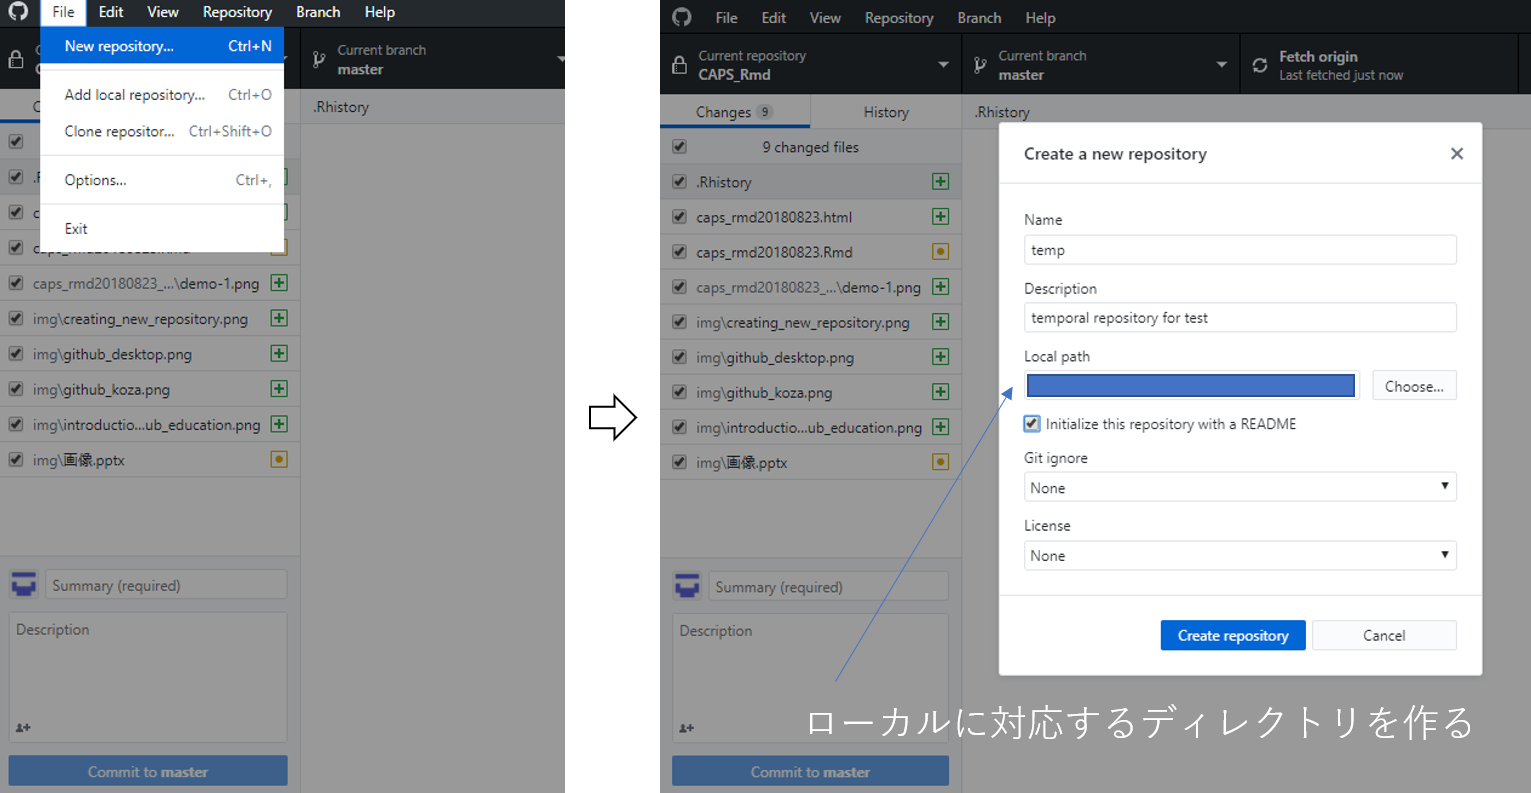 File Edit View Repository Branch Help
New repository... Ctrl+N
Add local repository... Ctrl+O
Clone repositor... Ctrl+Shift+O
Options... Ctrl+,
Exit
Current branch
master
.Rhistory
caps_rmd20180823_...\demo-1.png
img\creating_new_repository.png
img\github_desktop.png
img\github_koza.png
img\introductio...ub_education.png
img\画像.pptx
Summary (required)
Description
Commit to master
File Edit View Repository Branch Help
Current repository
CAPS_Rmd
Current branch
master
Fetch origin
Last fetched just now
Changes 9
History
.Rhistory
9 changed files
.Rhistory
caps_rmd20180823.html
caps_rmd20180823.Rmd
caps_rmd20180823_...\demo-1.png
img\creating_new_repository.png
img\github_desktop.png
img\github_koza.png
img\introductio...ub_education.png
img\画像.pptx
Summary (required)
Description
Commit to master
Create a new repository
Name
temp
Description
temporal repository for test
Local path
Choose...
Initialize this repository with a README
Git ignore
None
License
None
Create repository
Cancel
ローカルに対応するディレクトリを作る